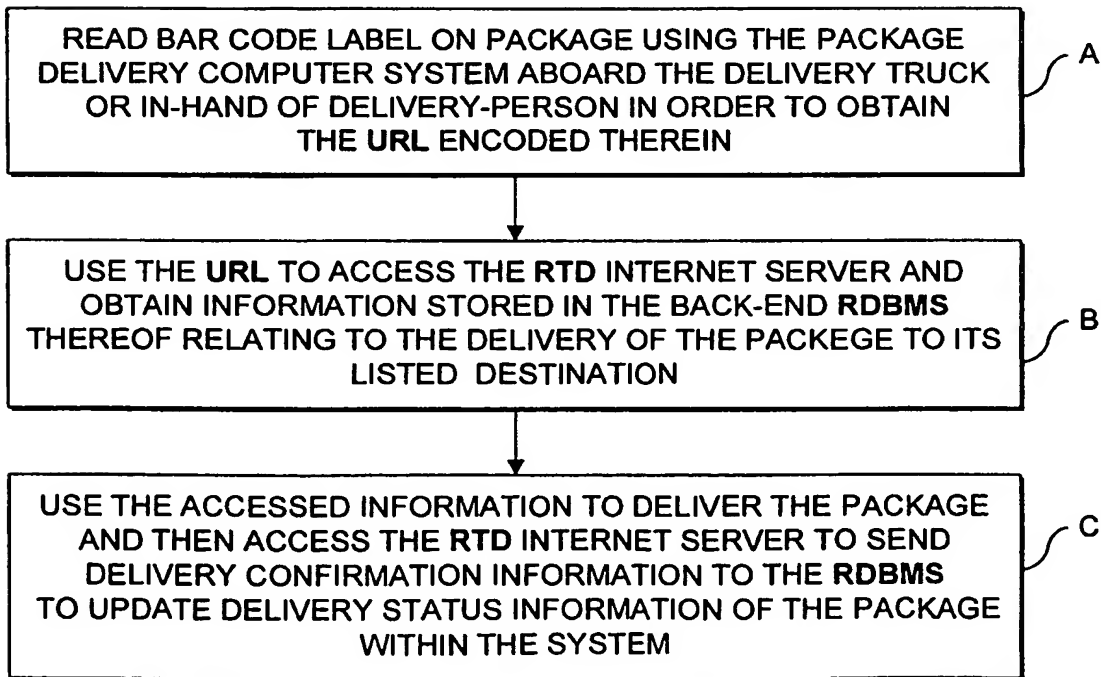 READ BAR CODE LABEL ON PACKAGE USING THE PACKAGE
DELIVERY COMPUTER SYSTEM ABOARD THE DELIVERY TRUCK
OR IN-HAND OF DELIVERY-PERSON IN ORDER TO OBTAIN
THE URL ENCODED THEREIN
A
USE THE URL TO ACCESS THE RTD INTERNET SERVER AND
OBTAIN INFORMATION STORED IN THE BACK-END RDBMS
THEREOF RELATING TO THE DELIVERY OF THE PACKEGE TO ITS
LISTED DESTINATION
B
USE THE ACCESSED INFORMATION TO DELIVER THE PACKAGE
AND THEN ACCESS THE RTD INTERNET SERVER TO SEND
DELIVERY CONFIRMATION INFORMATION TO THE RDBMS
TO UPDATE DELIVERY STATUS INFORMATION OF THE PACKAGE
WITHIN THE SYSTEM
C